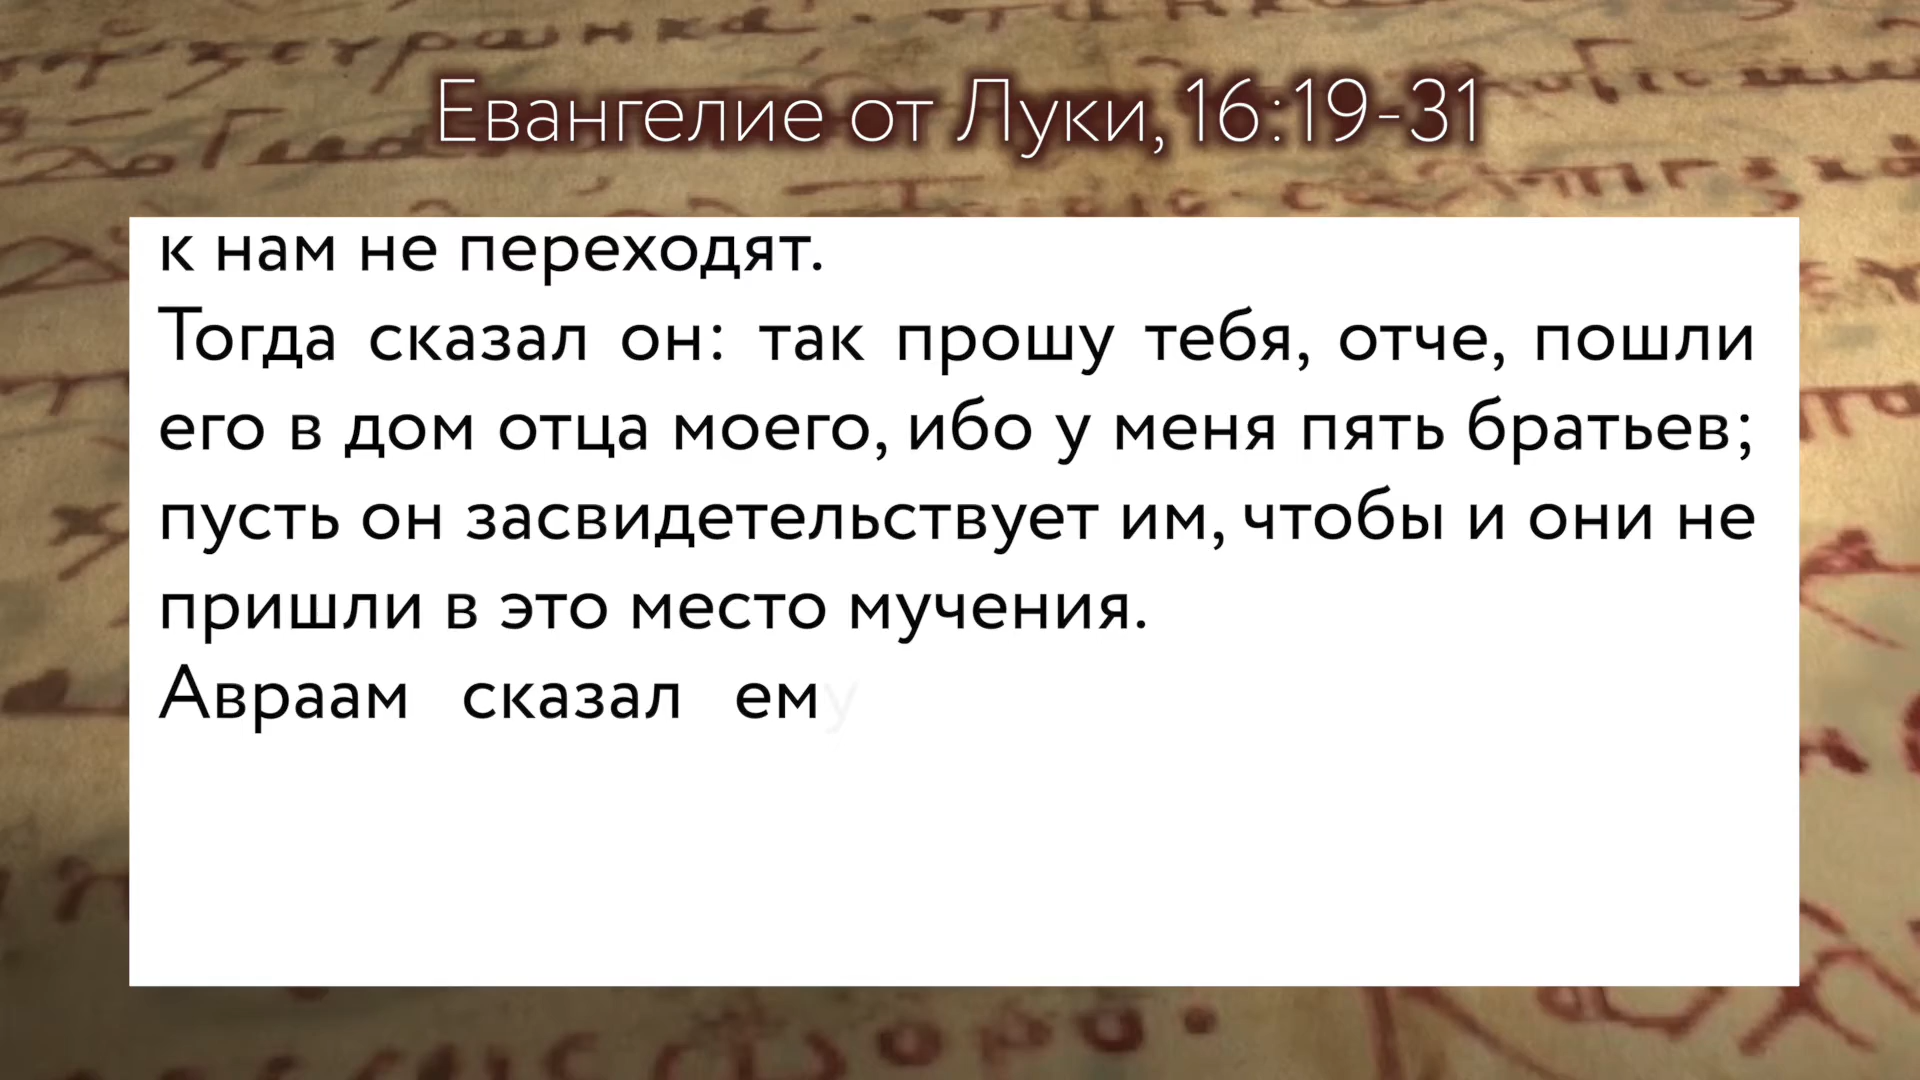 Евангелие от Луки, 16:19-31
к нам не переходят.
Тогда сказал он: так прошу тебя, отче, пошли
его в дом отца моего, ибо у меня пять братьев;
пусть он засвидетельствует им, чтобы и они не
пришли в это место мучения.
Авраам сказал ему